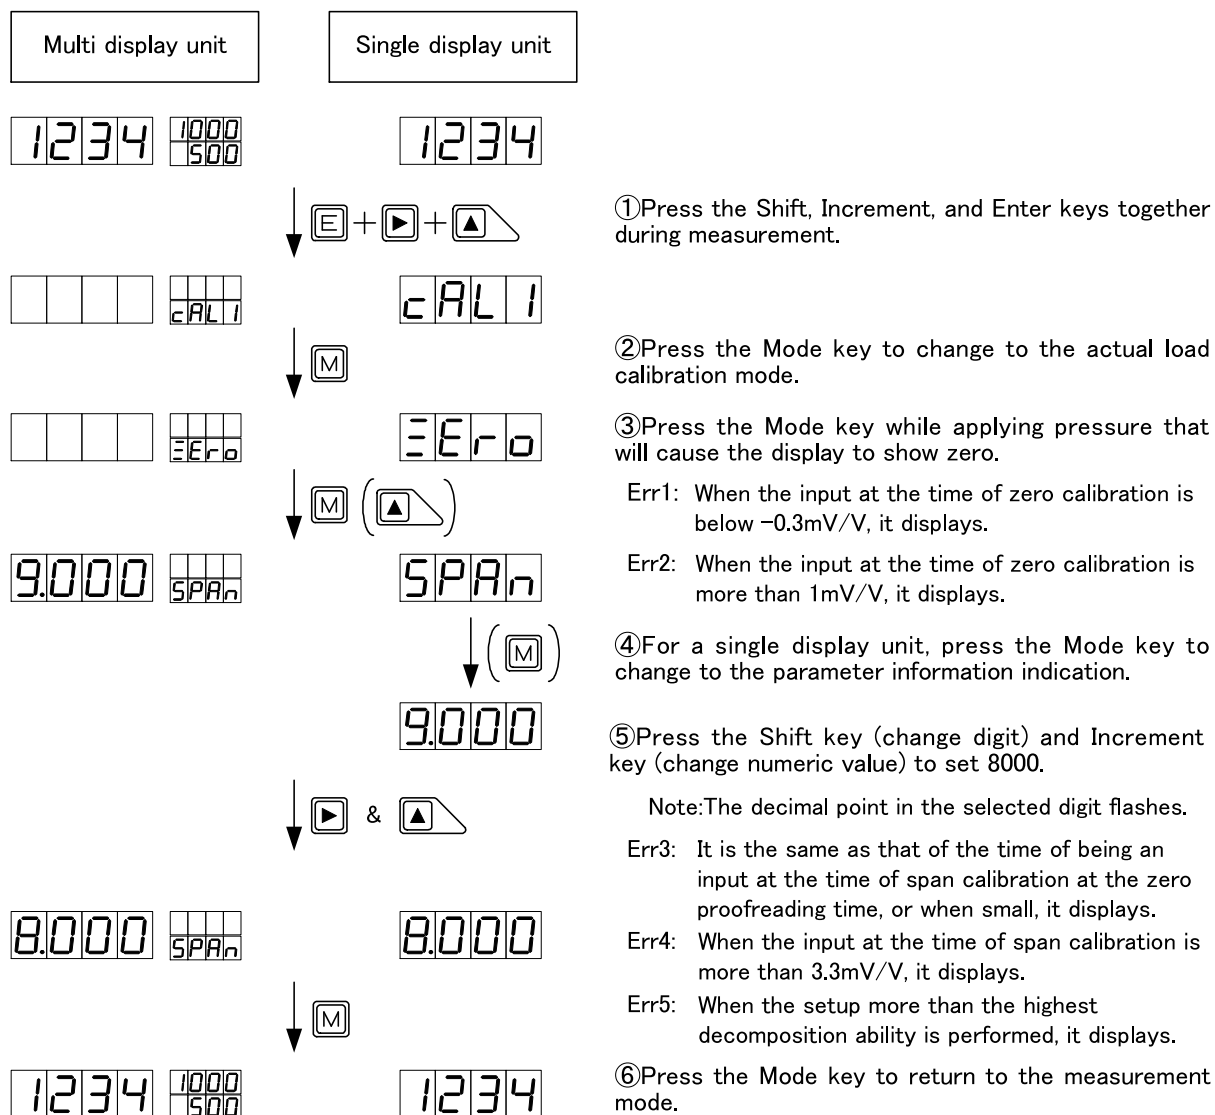 Multi display unit
Single display unit
1234 1000
500
1234
E + ▶ + ▲
①Press the Shift, Increment, and Enter keys together
during measurement.
cAL1
cAL1
M
②Press the Mode key to change to the actual load
calibration mode.
ZEro
ZEro
③Press the Mode key while applying pressure that
will cause the display to show zero.
M (▲)
Err1: When the input at the time of zero calibration is
below −0.3mV/V, it displays.
Err2: When the input at the time of zero calibration is
more than 1mV/V, it displays.
9.000 SPAn
SPAn
(M)
④For a single display unit, press the Mode key to
change to the parameter information indication.
9.000
⑤Press the Shift key (change digit) and Increment
key (change numeric value) to set 8000.
▶ & ▲
Note:The decimal point in the selected digit flashes.
Err3: It is the same as that of the time of being an
input at the time of span calibration at the zero
proofreading time, or when small, it displays.
8.000 SPAn
8.000
Err4: When the input at the time of span calibration is
more than 3.3mV/V, it displays.
M
Err5: When the setup more than the highest
decomposition ability is performed, it displays.
1234 1000
500
1234
⑥Press the Mode key to return to the measurement
mode.